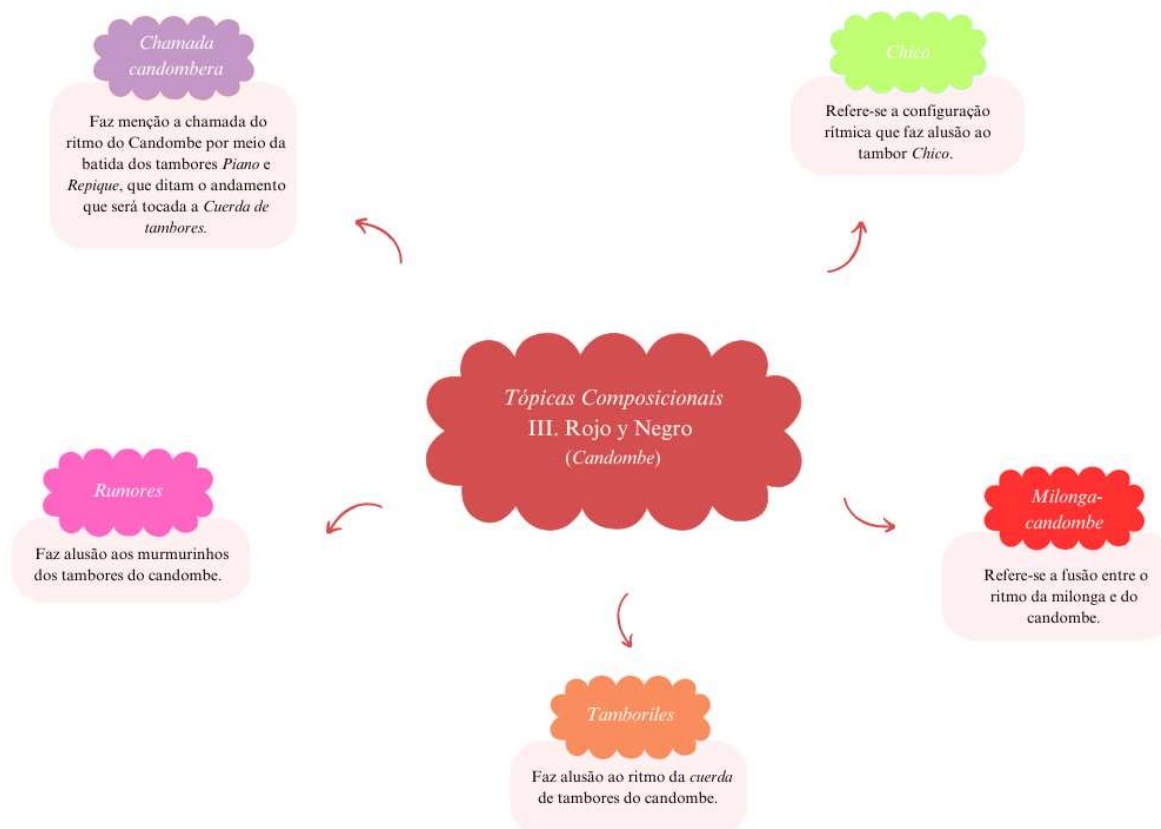 Chamada
candombera
Faz menção a chamada do
ritmo do Candombe por meio da
batida dos tambores Piano e
Repique, que ditam o andamento
que será tocada a Cuerda de
tambores.
Chico
Refere-se a configuração
rítmica que faz alusão ao
tambor Chico.
Tópicas Composicionais
III. Rojo y Negro
(Candombe)
Rumores
Faz alusão aos murmurinhos
dos tambores do candombe.
Milonga-
candombe
Refere-se a fusão entre o
ritmo da milonga e do
candombe.
Tamboriles
Faz alusão ao ritmo da cuerda
de tambores do candombe.